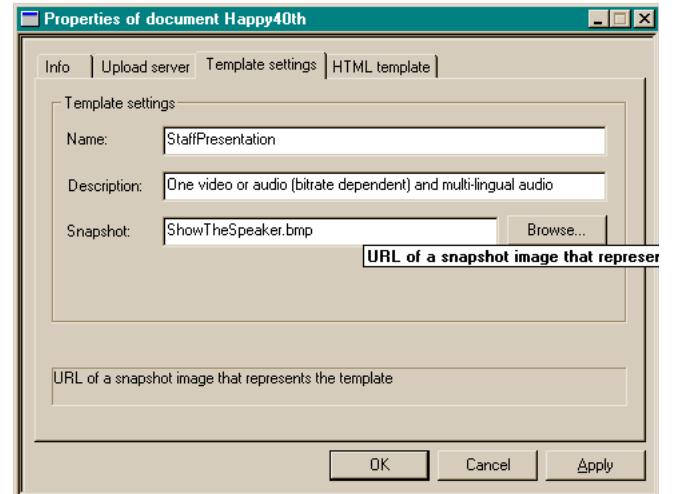 Properties of document Happy40th
Info Upload server Template settings HTML template
Template settings
Name: StaffPresentation
Description: One video or audio (bitrate dependent) and multi-lingual audio
Snapshot: ShowTheSpeaker.bmp Browse...
URL of a snapshot image that represen
URL of a snapshot image that represents the template
OK Cancel Apply